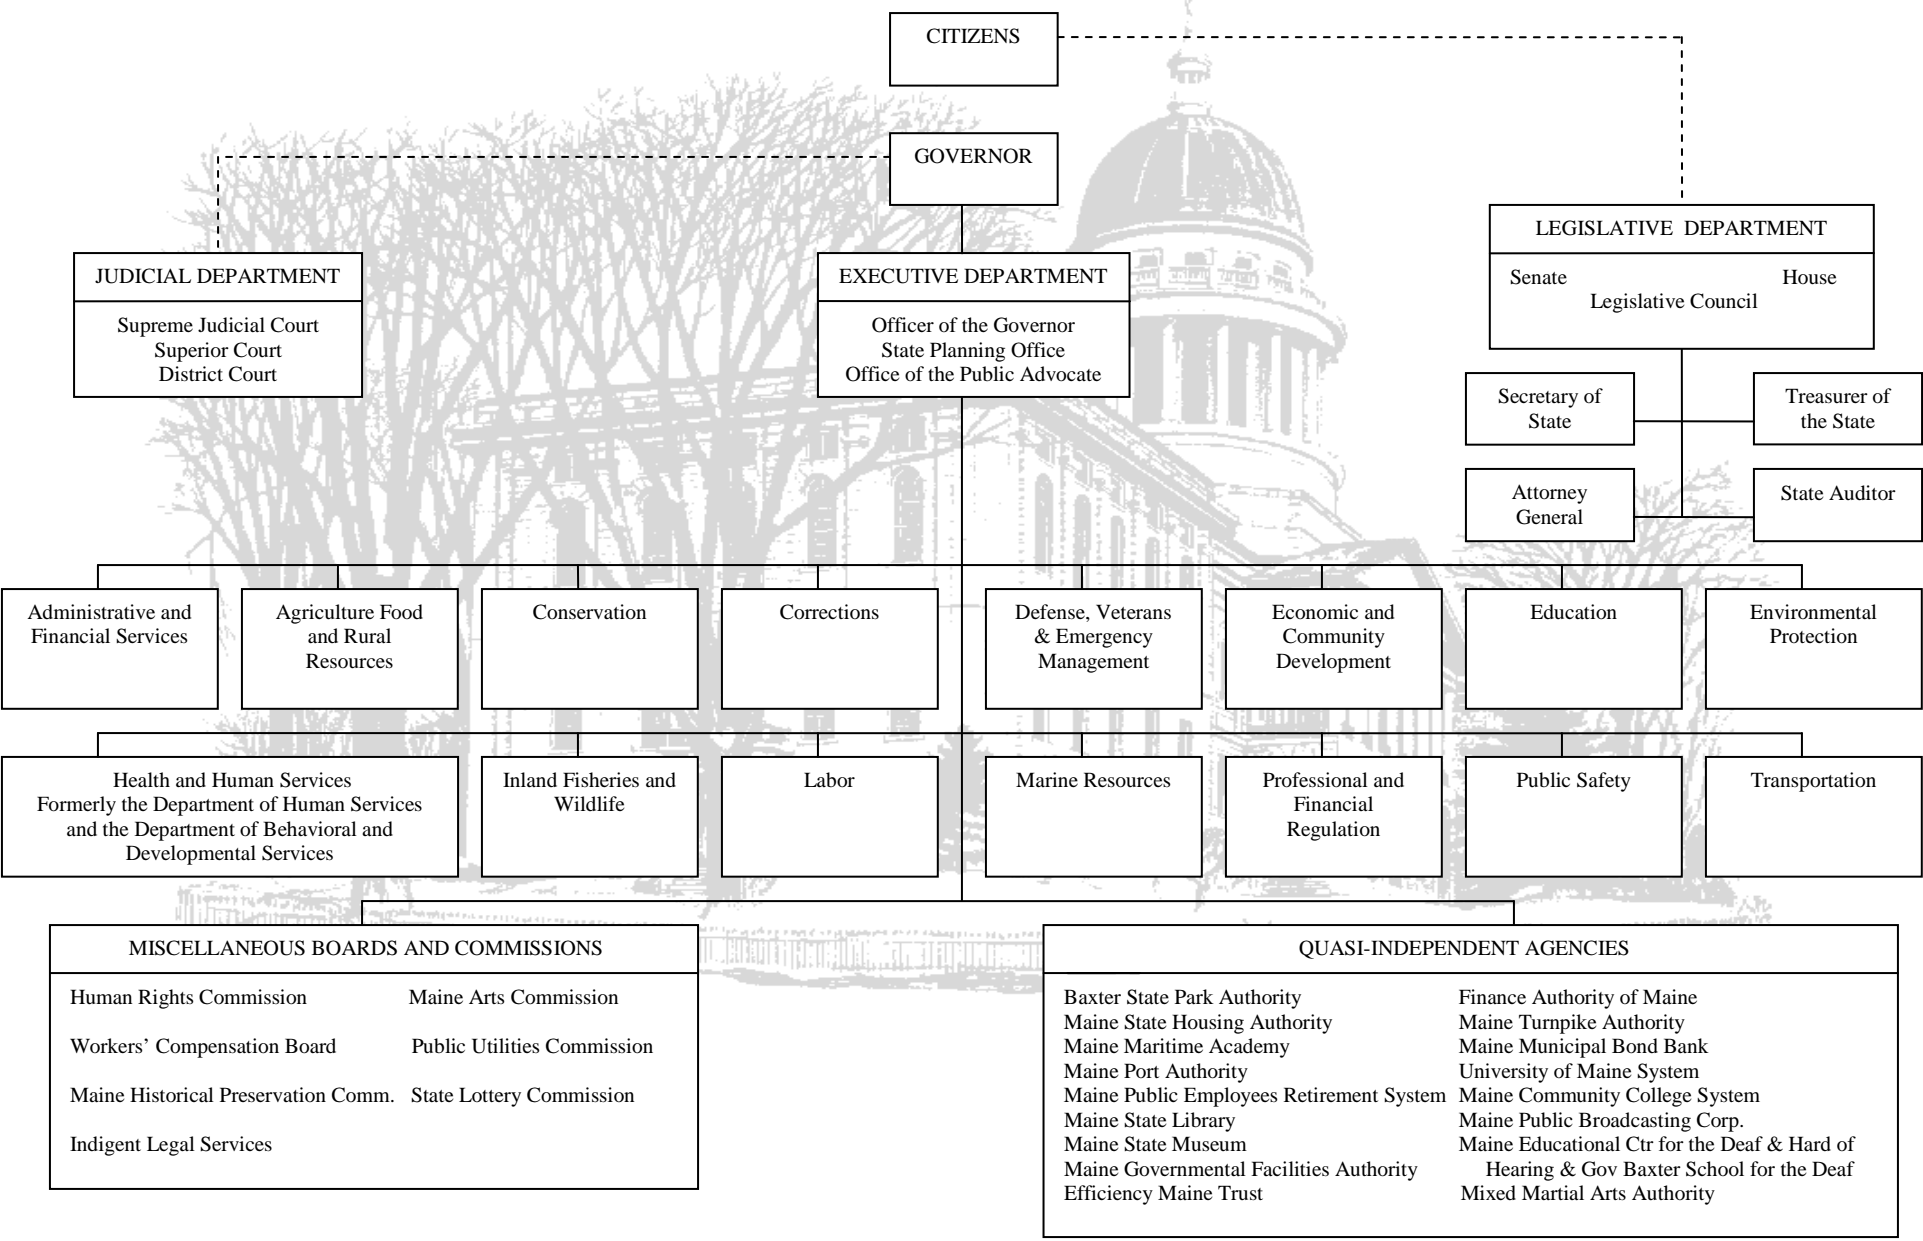 CITIZENS
GOVERNOR
JUDICIAL DEPARTMENT
Supreme Judicial Court
Superior Court
District Court
EXECUTIVE DEPARTMENT
Officer of the Governor
State Planning Office
Office of the Public Advocate
LEGISLATIVE DEPARTMENT
Senate House
Legislative Council
Secretary of
State
Treasurer of
the State
Attorney
General
State Auditor
Administrative and
Financial Services
Agriculture Food
and Rural
Resources
Conservation
Corrections
Defense, Veterans
& Emergency
Management
Economic and
Community
Development
Education
Environmental
Protection
Health and Human Services
Formerly the Department of Human Services
and the Department of Behavioral and
Developmental Services
Inland Fisheries and
Wildlife
Labor
Marine Resources
Professional and
Financial
Regulation
Public Safety
Transportation
MISCELLANEOUS BOARDS AND COMMISSIONS
Human Rights Commission Maine Arts Commission
Workers’ Compensation Board Public Utilities Commission
Maine Historical Preservation Comm. State Lottery Commission
Indigent Legal Services
QUASI-INDEPENDENT AGENCIES
Baxter State Park Authority Finance Authority of Maine
Maine State Housing Authority Maine Turnpike Authority
Maine Maritime Academy Maine Municipal Bond Bank
Maine Port Authority University of Maine System
Maine Public Employees Retirement System Maine Community College System
Maine State Library Maine Public Broadcasting Corp.
Maine State Museum Maine Educational Ctr for the Deaf & Hard of
Maine Governmental Facilities Authority Hearing & Gov Baxter School for the Deaf
Efficiency Maine Trust Mixed Martial Arts Authority